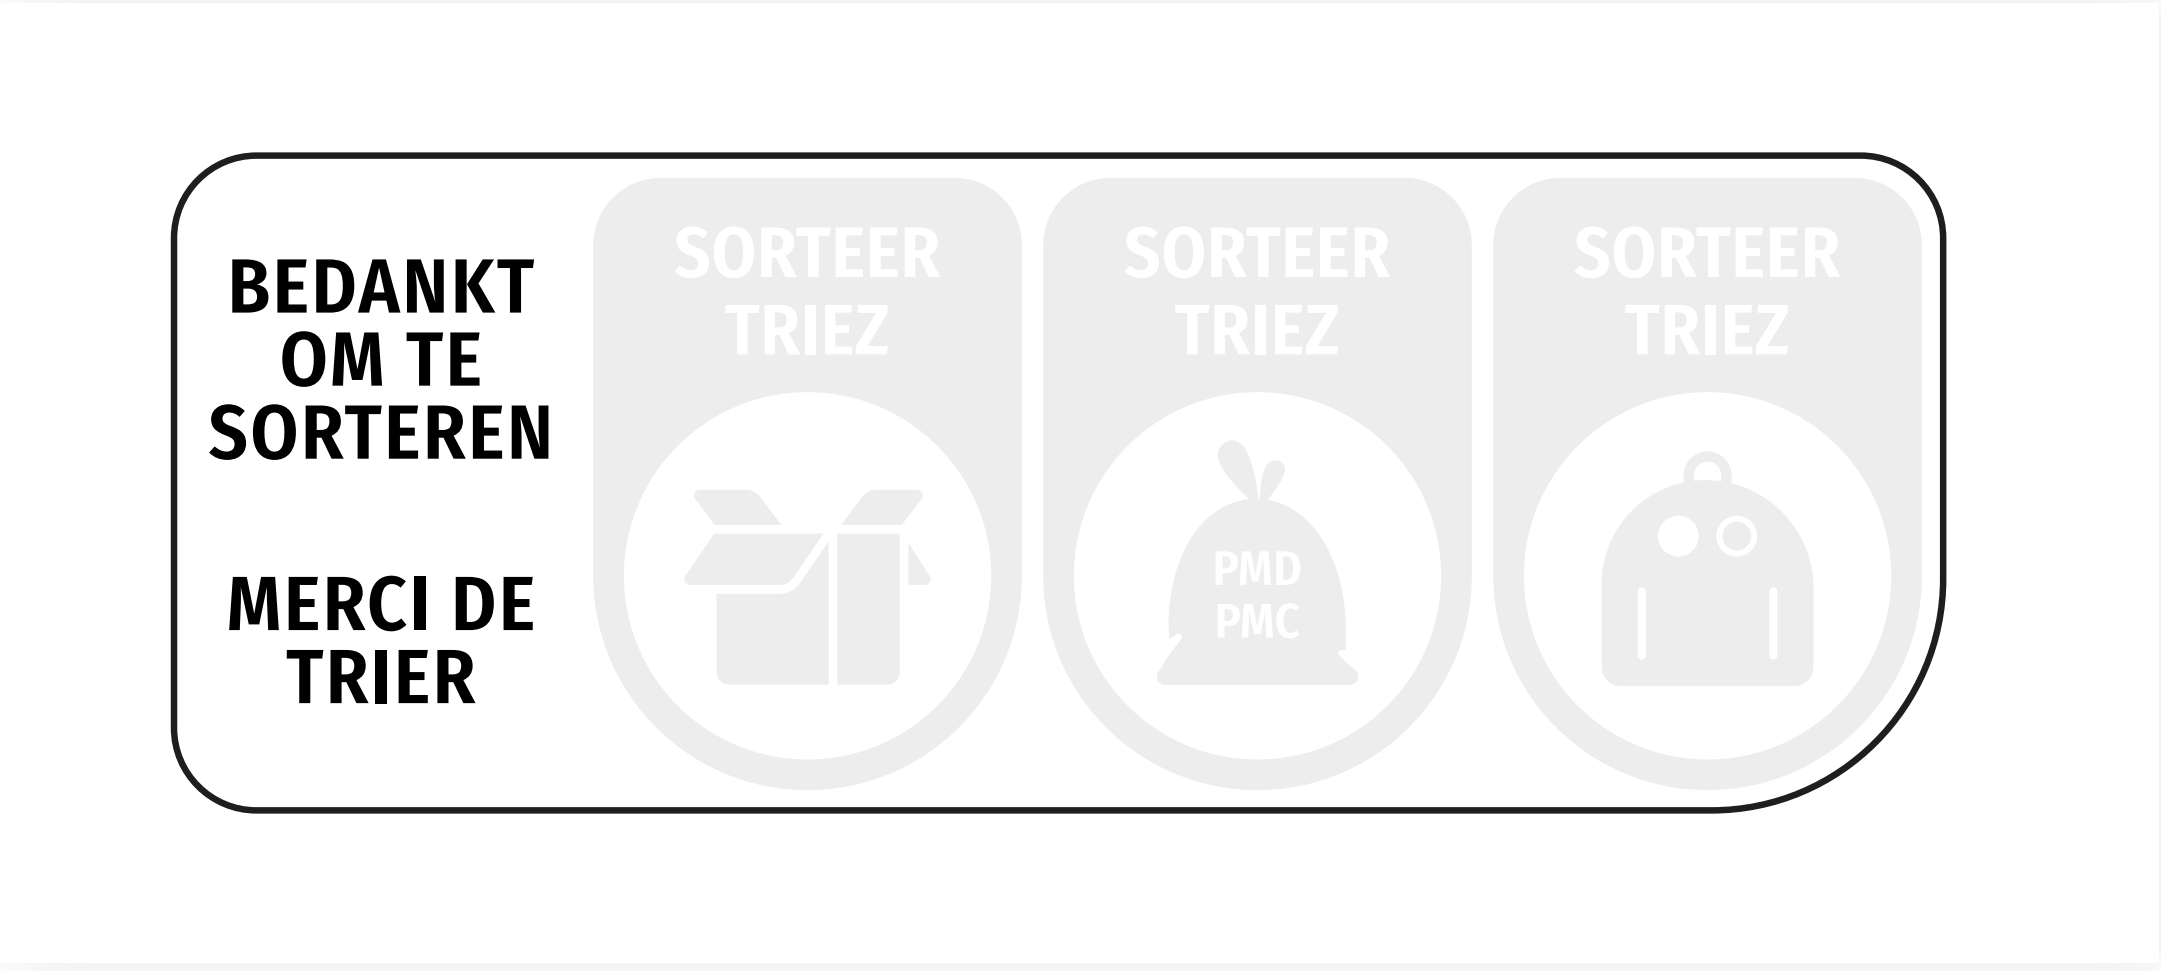 BEDANKT
OM TE
SORTEREN
MERCI DE
TRIER
SORTEER
TRIEZ
SORTEER
TRIEZ
PMD
PMC
SORTEER
TRIEZ